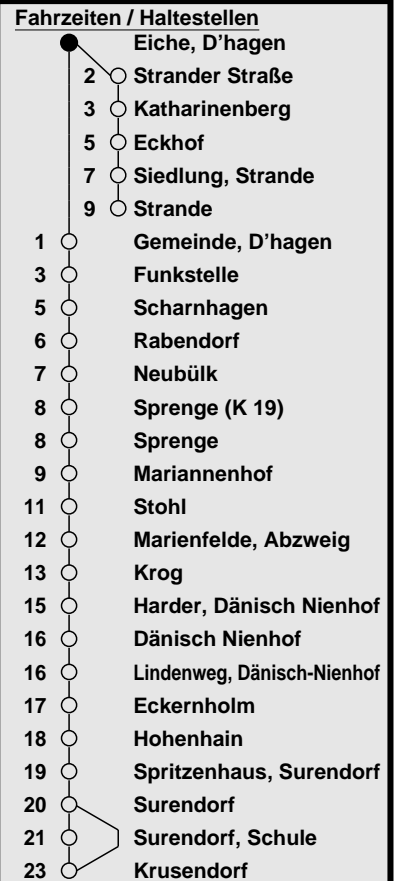 Fahrzeiten / Haltestellen
Eiche, D’hagen
2 Strander Straße
3 Katharinenberg
5 Eckhof
7 Siedlung, Strande
9 Strande
1 Gemeinde, D’hagen
3 Funkstelle
5 Scharnhagen
6 Rabendorf
7 Neubülk
8 Sprenge (K 19)
8 Sprenge
9 Mariannenhof
11 Stohl
12 Marienfelde, Abzweig
13 Krog
15 Harder, Dänisch Nienhof
16 Dänisch Nienhof
16 Lindenweg, Dänisch-Nienhof
17 Eckernholm
18 Hohenhain
19 Spritzenhaus, Surendorf
20 Surendorf
21 Surendorf, Schule
23 Krusendorf